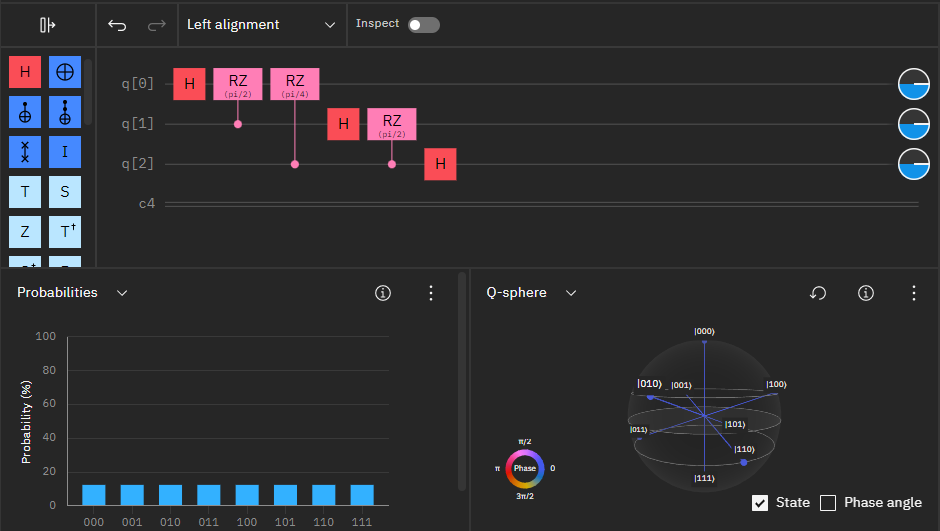 Left alignment
Inspect
H
q[0] H RZ (pi/2) RZ (pi/4)
q[1] H RZ (pi/2)
I
q[2] H
T S
c4
Z T†
Probabilities
Q-sphere
Probability (%)
100
80
60
40
20
0
000 001 010 011 100 101 110 111
|000⟩
|010⟩ |001⟩ |100⟩
|011⟩ |101⟩
|110⟩
|111⟩
π/2
π Phase 0
3π/2
State Phase angle